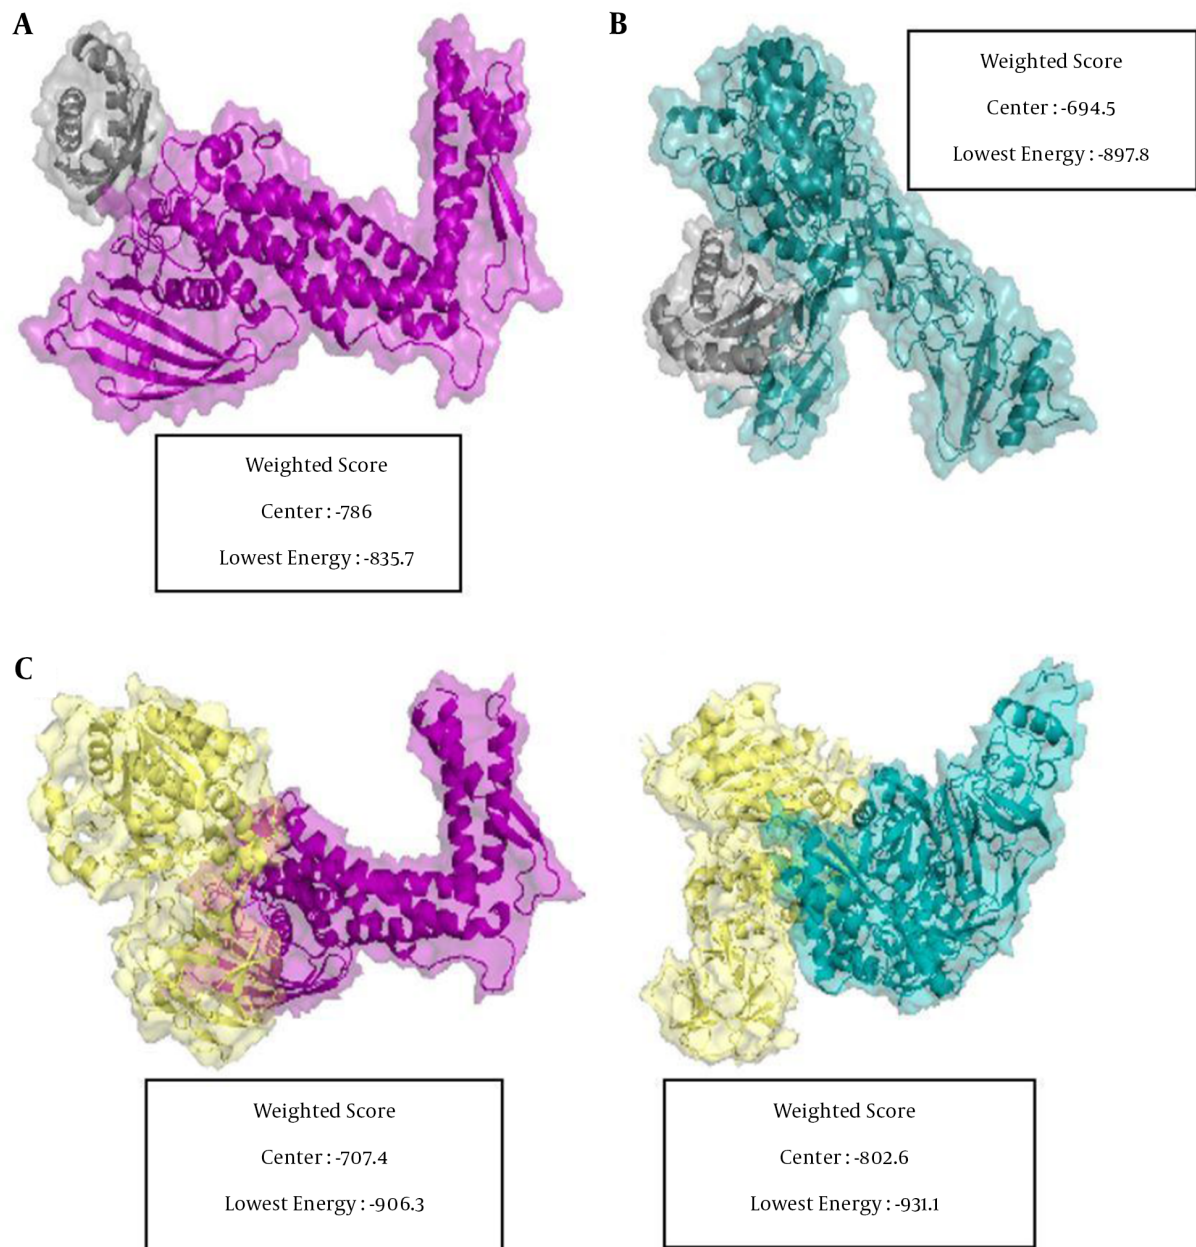 A
B
Weighted Score
Center : -694.5
Lowest Energy : -897.8
Weighted Score
Center : -786
Lowest Energy : -835.7
C
Weighted Score
Center : -707.4
Lowest Energy : -906.3
Weighted Score
Center : -802.6
Lowest Energy : -931.1